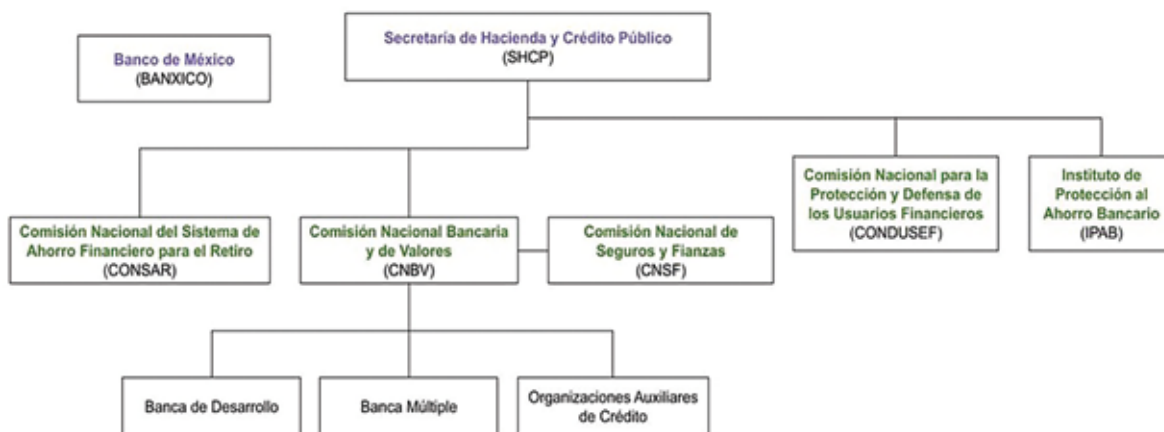 Secretaría de Hacienda y Crédito Público
(SHCP)
Banco de México
(BANXICO)
Comisión Nacional para la
Protección y Defensa de
los Usuarios Financieros
(CONDUSEF)
Instituto de
Protección al
Ahorro Bancario
(IPAB)
Comisión Nacional del Sistema de
Ahorro Financiero para el Retiro
(CONSAR)
Comisión Nacional Bancaria
y de Valores
(CNBV)
Comisión Nacional de
Seguros y Fianzas
(CNSF)
Banca de Desarrollo
Banca Múltiple
Organizaciones Auxiliares
de Crédito